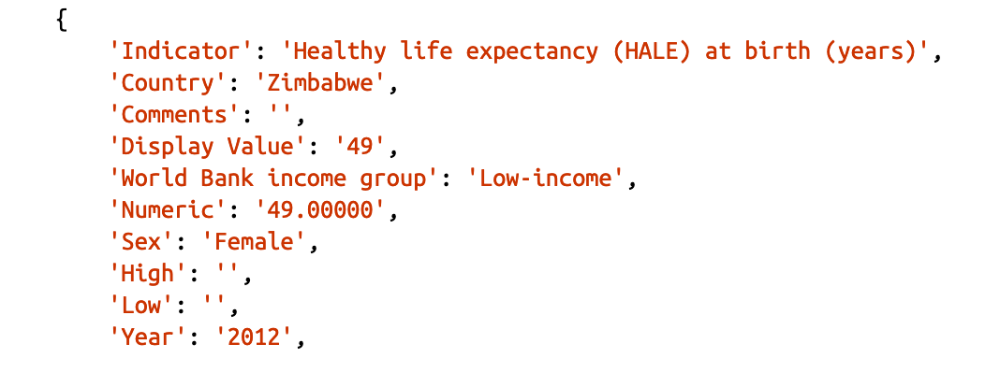 {
'Indicator': 'Healthy life expectancy (HALE) at birth (years)',
'Country': 'Zimbabwe',
'Comments': '',
'Display Value': '49',
'World Bank income group': 'Low-income',
'Numeric': '49.00000',
'Sex': 'Female',
'High': '',
'Low': '',
'Year': '2012',